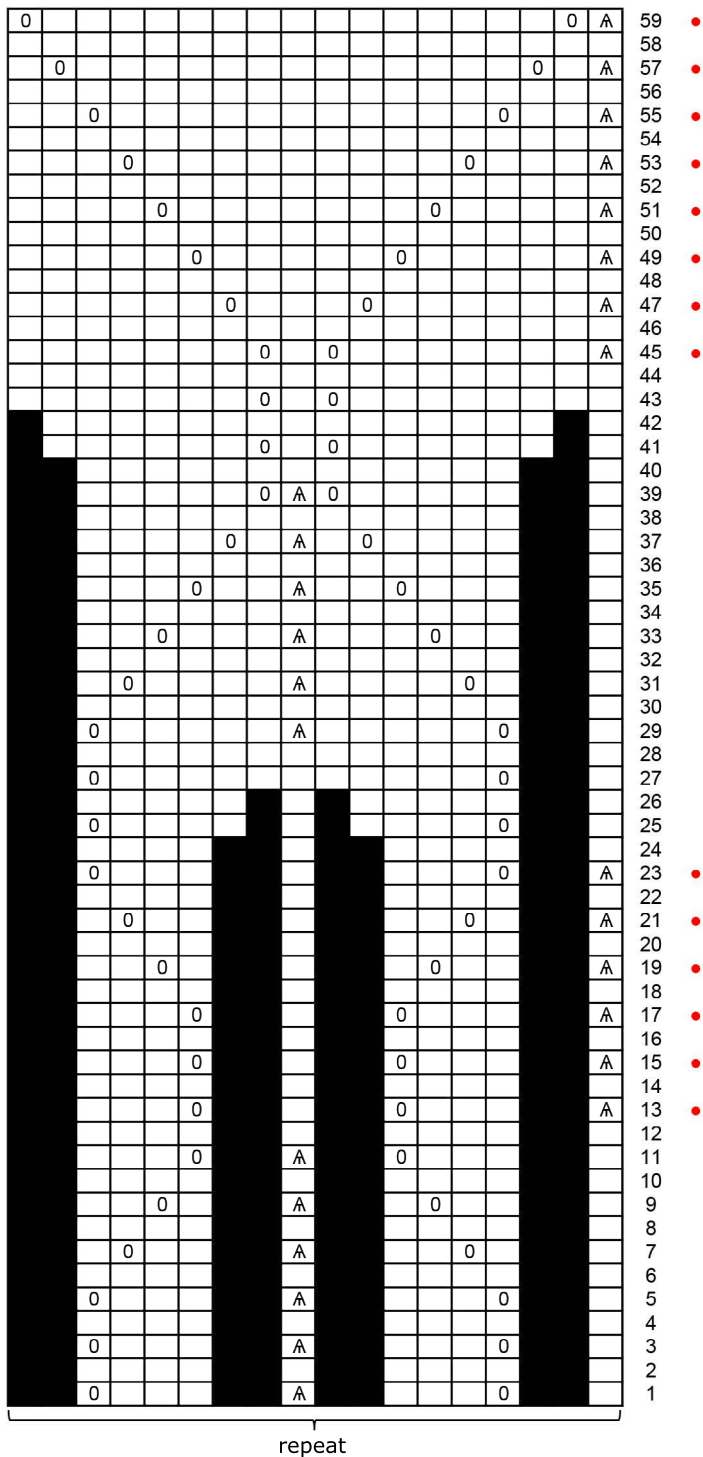 O O Ѧ 59
58
O O Ѧ 57
56
O O Ѧ 55
54
O O Ѧ 53
52
O O Ѧ 51
50
O O Ѧ 49
48
O O Ѧ 47
46
O O Ѧ 45
44
O O 43
42
O O 41
40
O Ѧ O 39
38
O Ѧ O 37
36
O Ѧ O 35
34
O Ѧ O 33
32
O Ѧ O 31
30
O Ѧ O 29
28
O O 27
26
O O 25
24
O O Ѧ 23
22
O O Ѧ 21
20
O O Ѧ 19
18
O O Ѧ 17
16
O O Ѧ 15
14
O O Ѧ 13
12
O Ѧ O 11
10
O Ѧ O 9
8
O Ѧ O 7
6
O Ѧ O 5
4
O Ѧ O 3
2
O Ѧ O 1
repeat